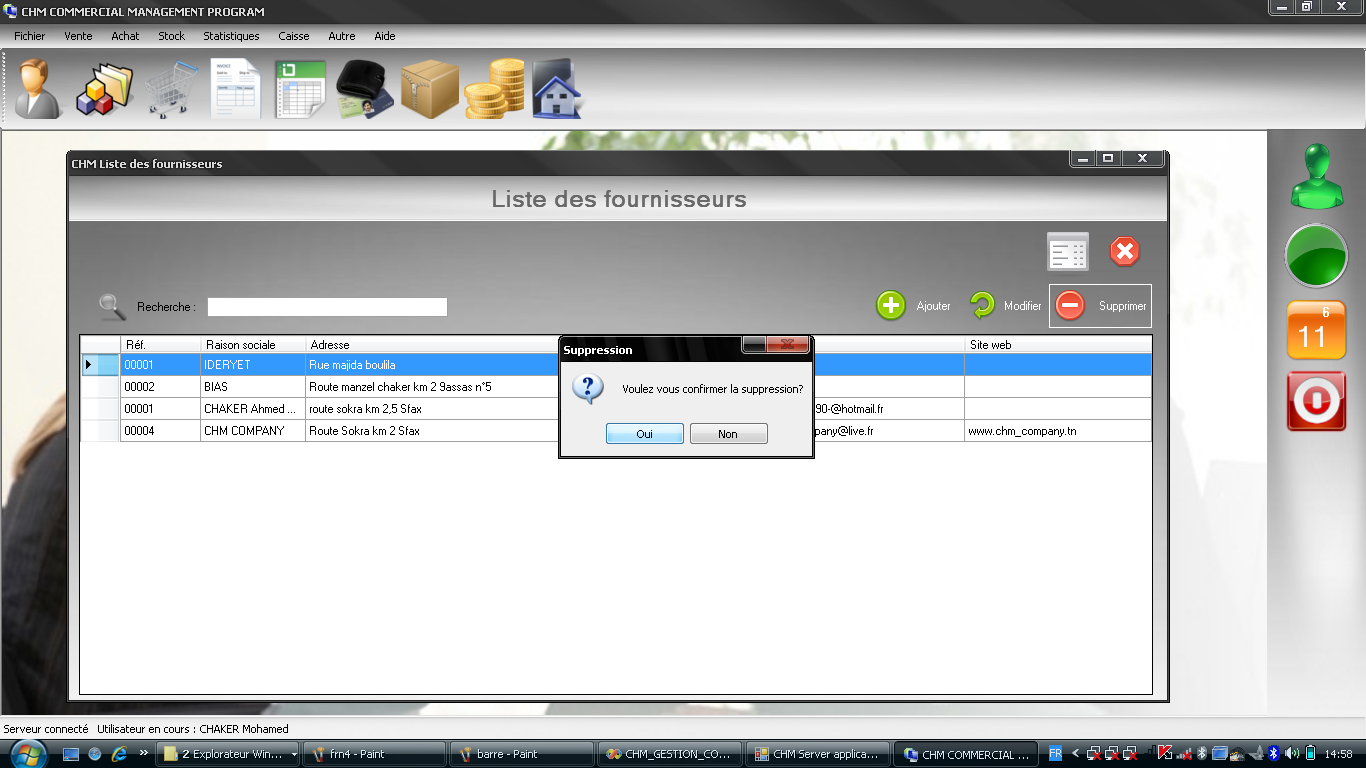 CHM COMMERCIAL MANAGEMENT PROGRAM
Fichier Vente Achat Stock Statistiques Caisse Autre Aide
INVOICE
CHM Liste des fournisseurs
Liste des fournisseurs
Recherche :
Ajouter Modifier Supprimer
Réf. Raison sociale Adresse Site web
00001 IDERYET Rue majida boulila
00002 BIAS Route manzel chaker km 2 9assas n°5
00001 CHAKER Ahmed ... route sokra km 2,5 Sfax 90-@hotmail.fr
00004 CHM COMPANY Route Sokra km 2 Sfax pany@live.fr www.chm_company.tn
Suppression
Voulez vous confirmer la suppression?
Oui Non
6
11
Serveur connecté Utilisateur en cours : CHAKER Mohamed
2 Explorateur Win... frn4 - Paint barre - Paint CHM_GESTION_CO... CHM Server applica... CHM COMMERCIAL ... FR 14:58